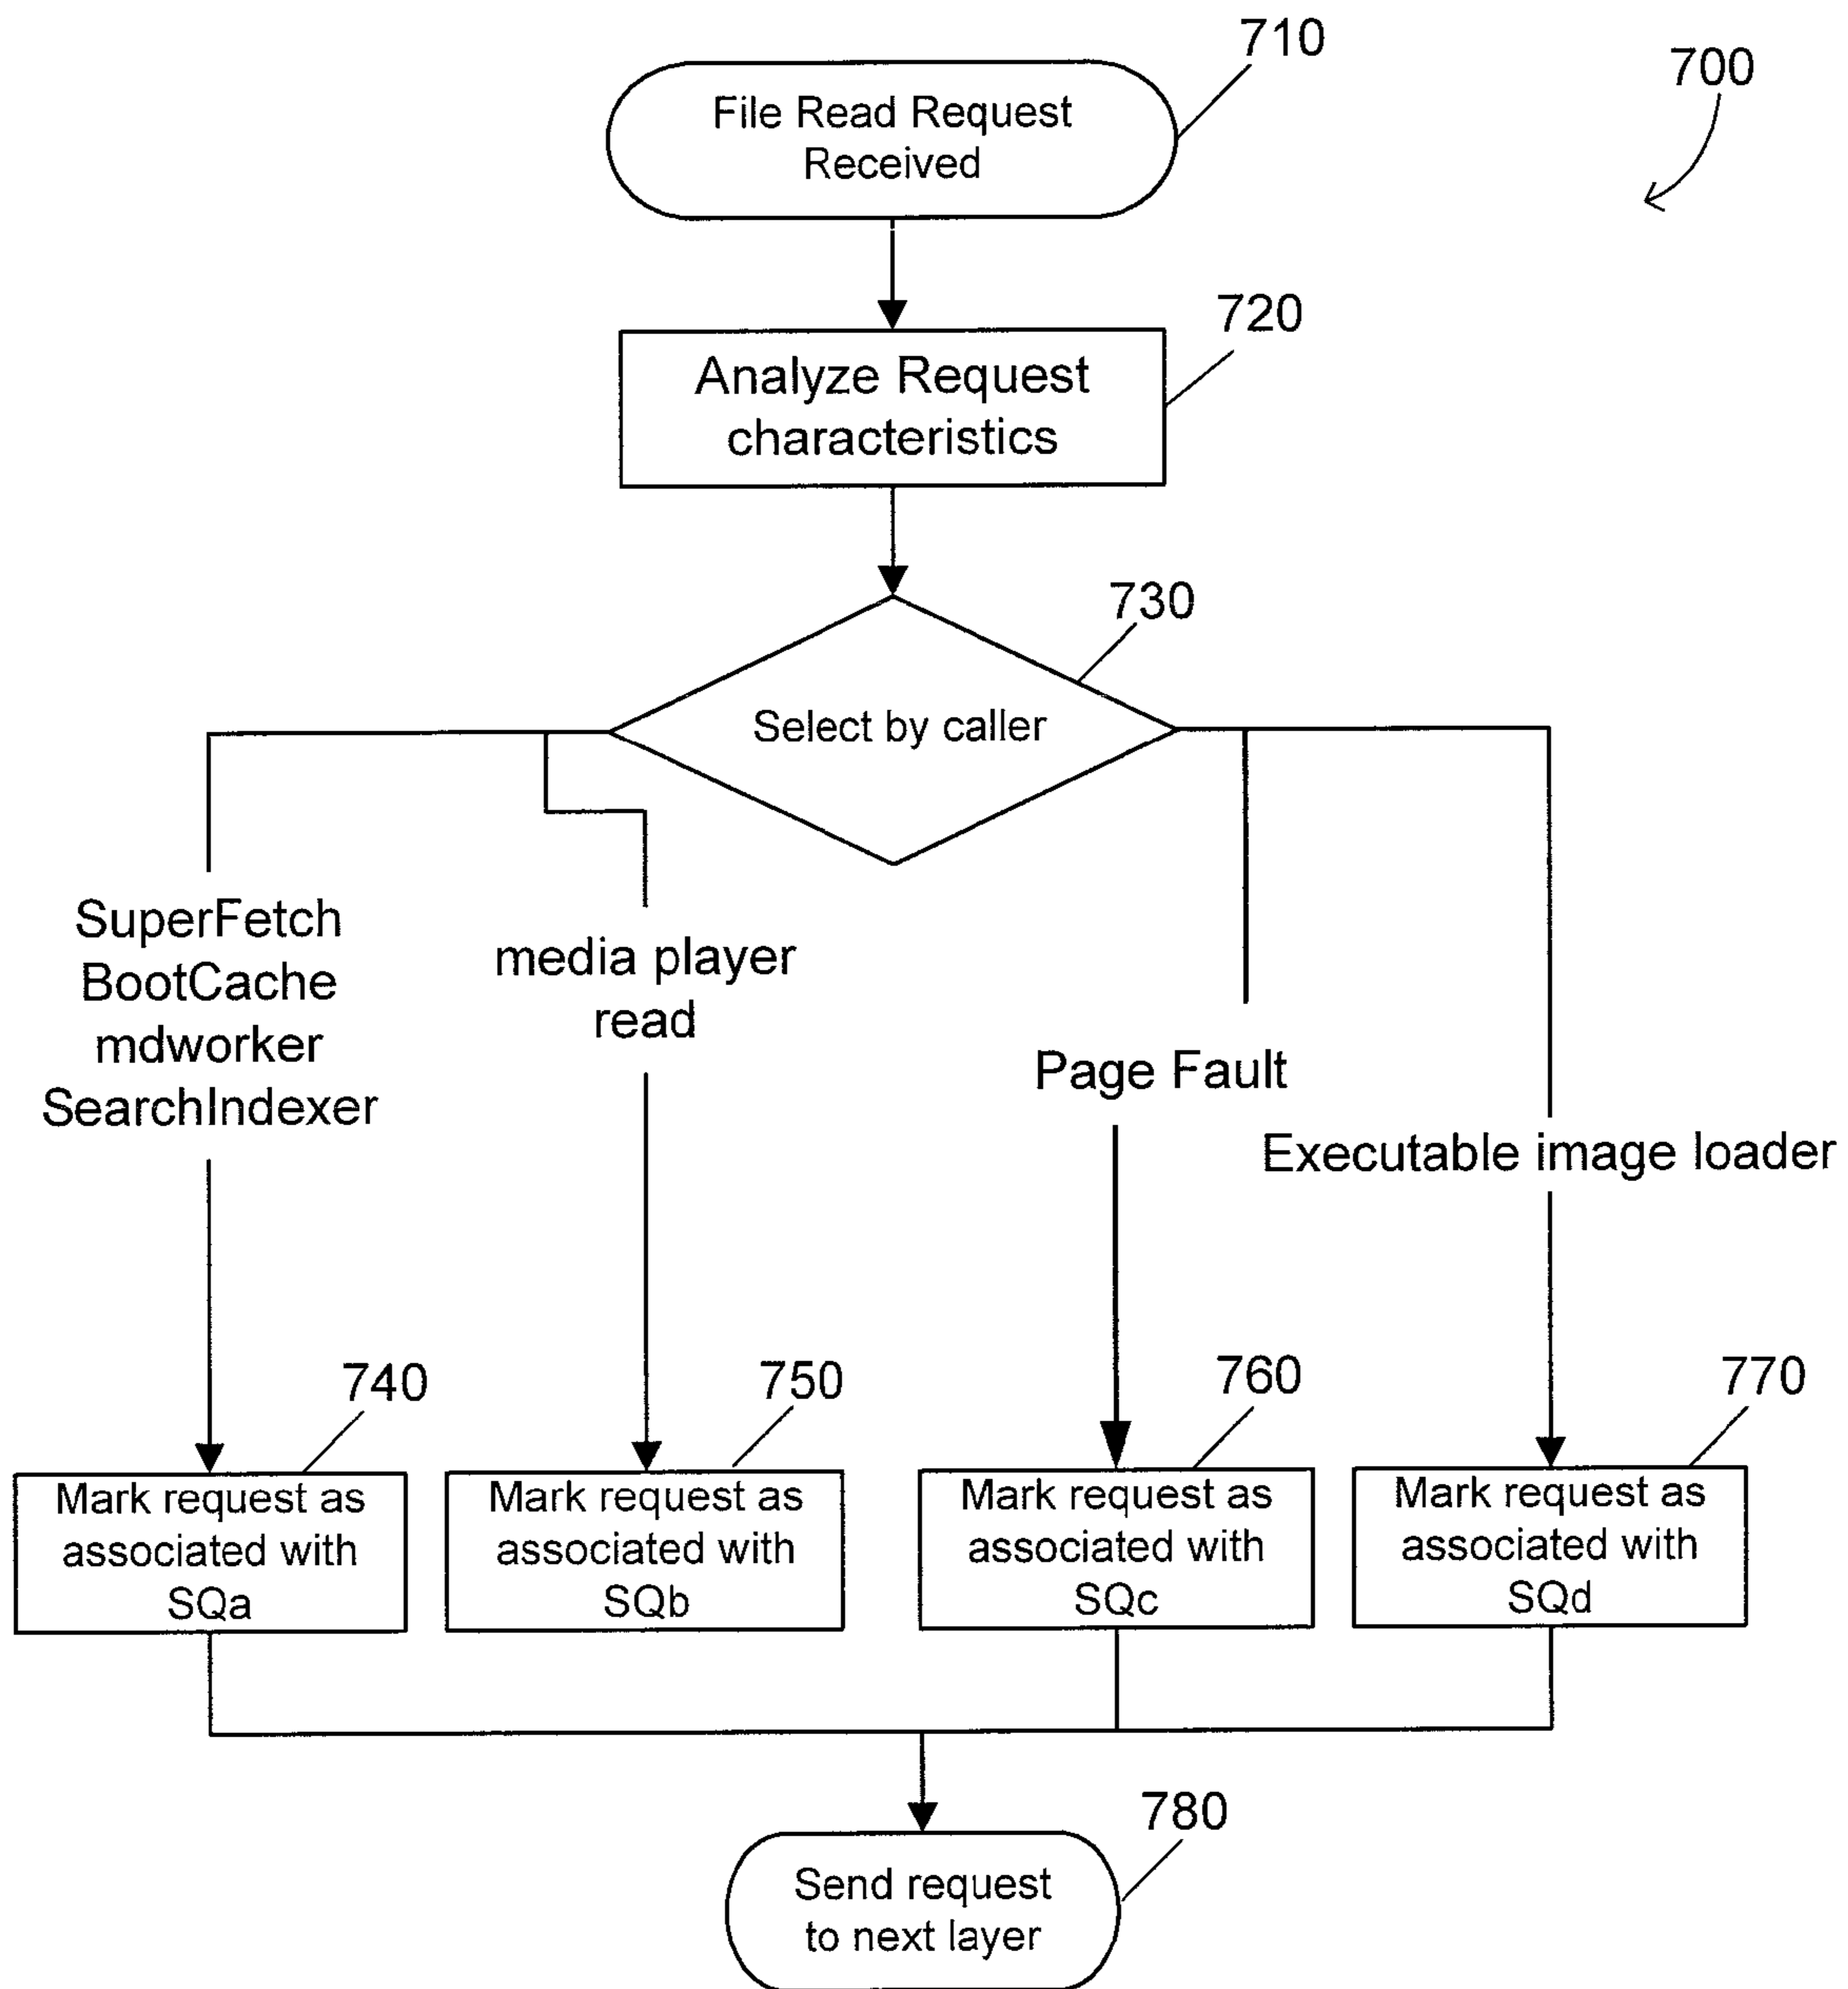 710
700
File Read Request
Received
720
Analyze Request
characteristics
730
Select by caller
SuperFetch
BootCache
mdworker
SearchIndexer
media player
read
Page Fault
Executable image loader
740
750
760
770
Mark request as
associated with
SQa
Mark request as
associated with
SQb
Mark request as
associated with
SQc
Mark request as
associated with
SQd
780
Send request
to next layer